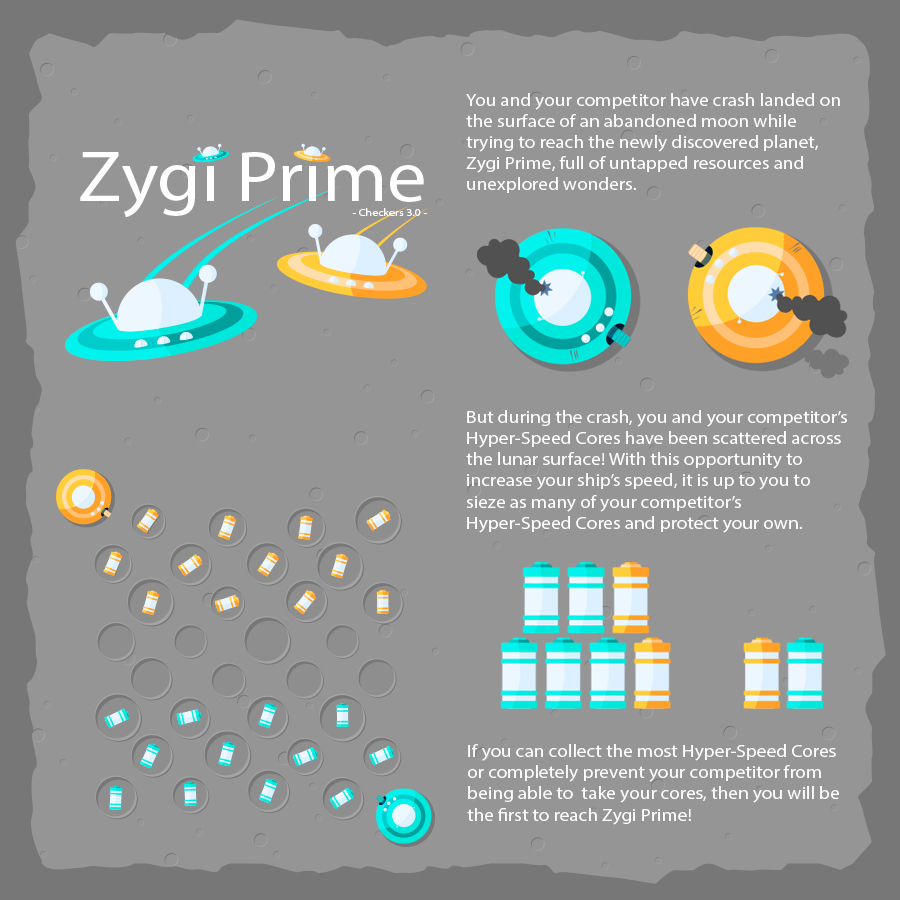 Zygi Prime
- Checkers 3.0 -
You and your competitor have crash landed on
the surface of an abandoned moon while
trying to reach the newly discovered planet,
Zygi Prime, full of untapped resources and
unexplored wonders.
But during the crash, you and your competitor's
Hyper-Speed Cores have been scattered across
the lunar surface! With this opportunity to
increase your ship's speed, it is up to you to
sieze as many of your competitor's
Hyper-Speed Cores and protect your own.
If you can collect the most Hyper-Speed Cores
or completely prevent your competitor from
being able to take your cores, then you will be
the first to reach Zygi Prime!